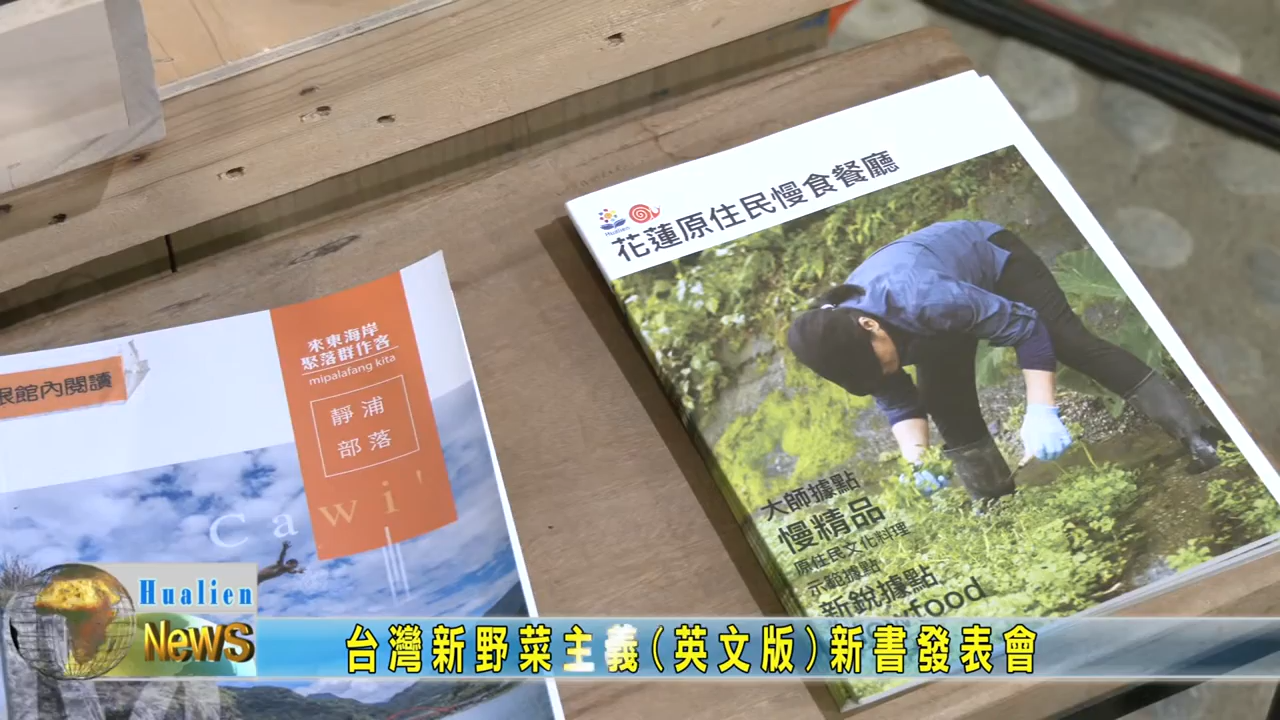 花蓮原住民慢食餐廳
Hualien
來東海岸
聚落群作客
mipalafang kita
靜浦
部落
館內閱讀
Cawi'
大師據點
慢精品
原住民文化料理
示範據點
新銳據點
food
Hualien
News
台灣新野菜主義(英文版)新書發表會